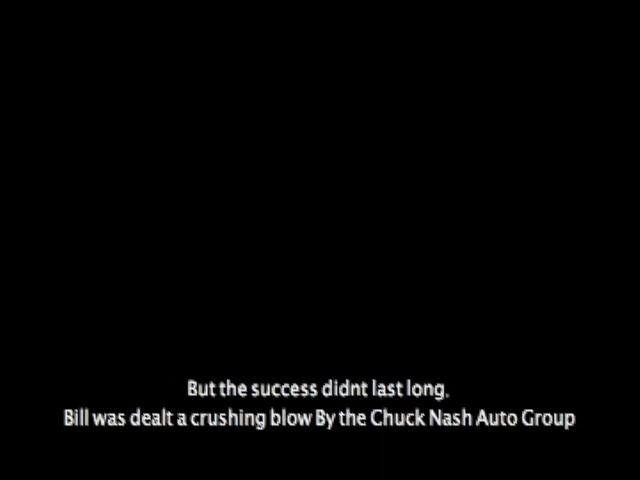 But the success didnt last long.
Bill was dealt a crushing blow By the Chuck Nash Auto Group